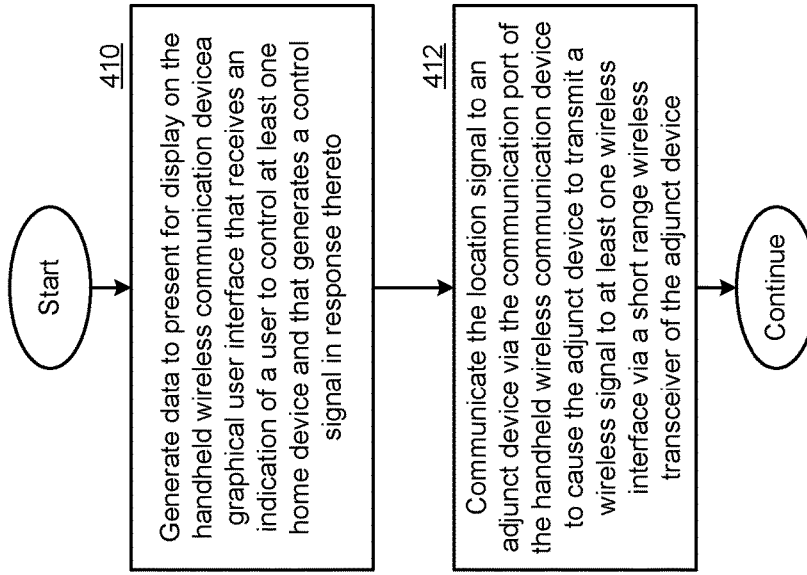 Start
410
Generate data to present for display on the
handheld wireless communication devicea
graphical user interface that receives an
indication of a user to control at least one
home device and that generates a control
signal in response thereto
412
Communicate the location signal to an
adjunct device via the communication port of
the handheld wireless communication device
to cause the adjunct device to transmit a
wireless signal to at least one wireless
interface via a short range wireless
transceiver of the adjunct device
Continue